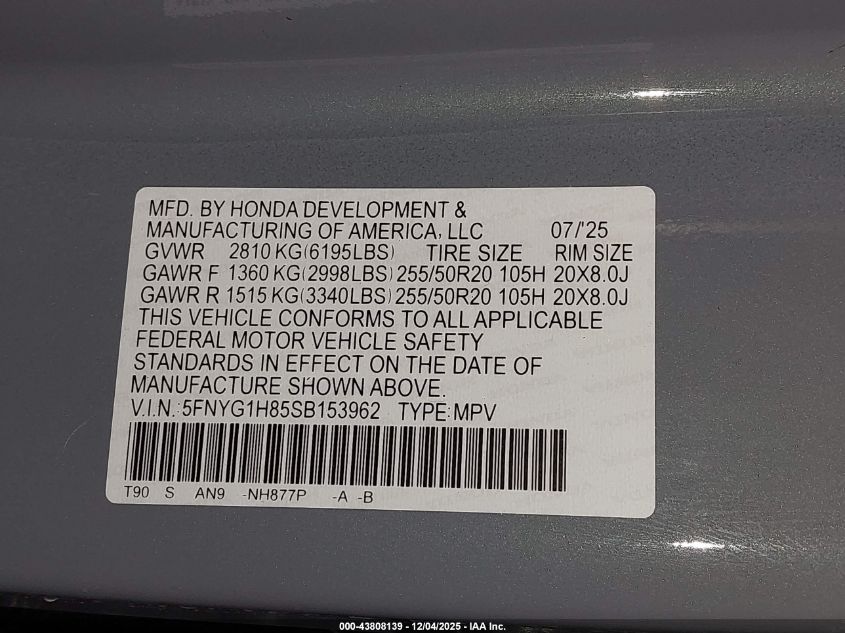 MFD. BY HONDA DEVELOPMENT &
MANUFACTURING OF AMERICA, LLC 07/'25
GVWR 2810 KG(6195LBS) TIRE SIZE RIM SIZE
GAWR F 1360 KG(2998LBS) 255/50R20 105H 20X8.0J
GAWR R 1515 KG(3340LBS) 255/50R20 105H 20X8.0J
THIS VEHICLE CONFORMS TO ALL APPLICABLE
FEDERAL MOTOR VEHICLE SAFETY
STANDARDS IN EFFECT ON THE DATE OF
MANUFACTURE SHOWN ABOVE.
V.I.N.: 5FNYG1H85SB153962 TYPE: MPV
T90 S AN9 -NH877P -A -B
000-43808139 - 12/04/2025 - IAA Inc.